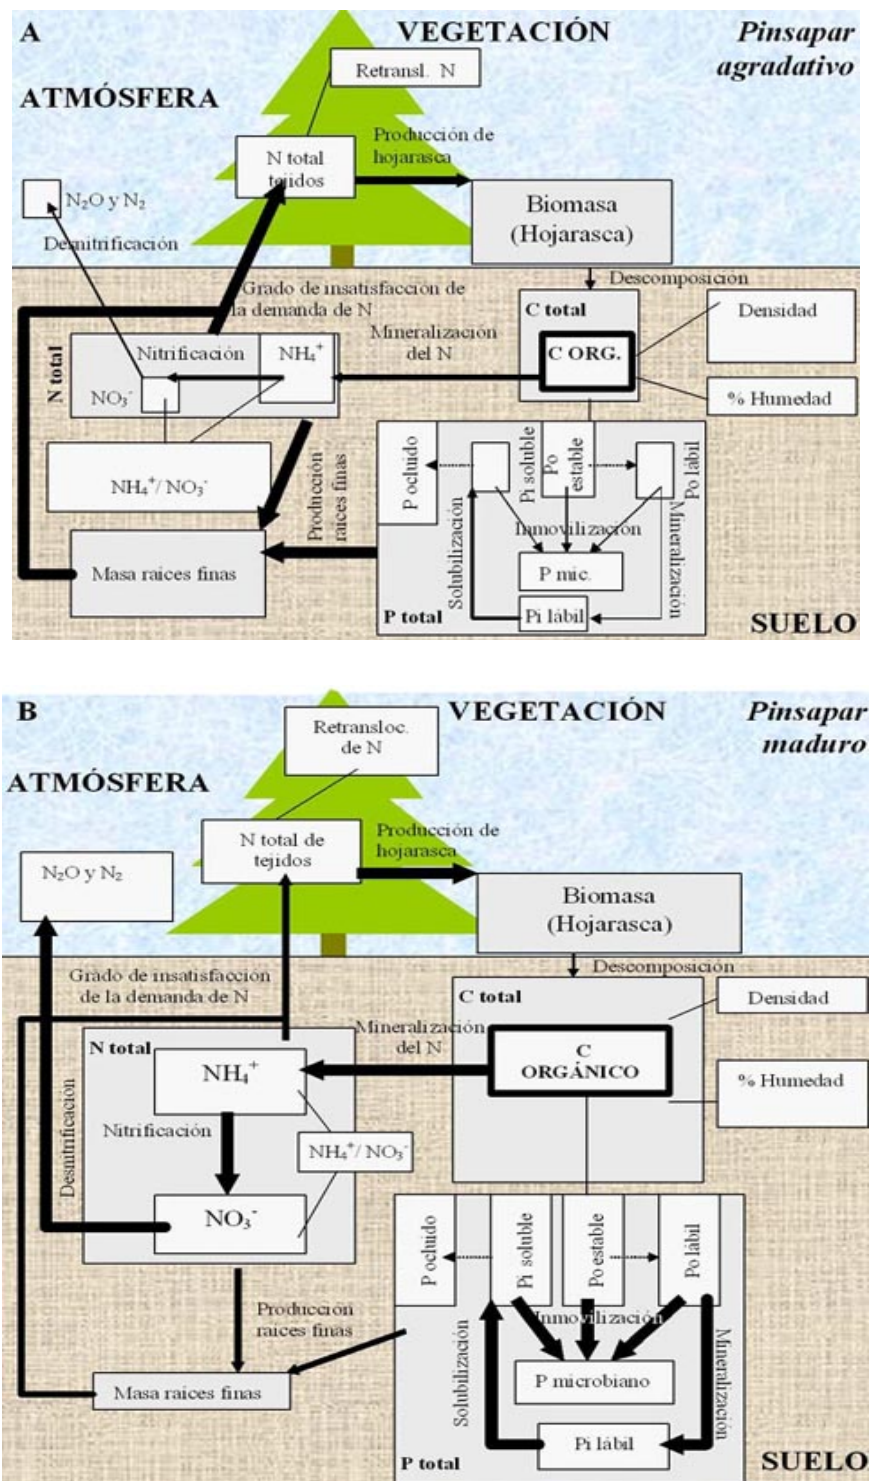 A
VEGETACIÓN
Pinsapar
agradativo
Retransl. N
ATMÓSFERA
N total
tejidos
Producción de
hojarasca
N₂O y N₂
Biomasa
(Hojarasca)
Desnitrificación
Descomposición
Grado de insatisfacción de
la demanda de N
C total
Densidad
Mineralización
del N
C ORG.
N total
Nitrificación
NH₄⁺
NO₃⁻
% Humedad
NH₄⁺/ NO₃⁻
Producción
raices finas
P ocluido
Pi soluble
Po
estable
Po lábil
Solubilización
Inmovilización
Mineralización
P mic.
Masa raices finas
Pi lábil
P total
SUELO
B
VEGETACIÓN
Pinsapar
maduro
Retransloc.
de N
ATMÓSFERA
N total de
tejidos
Producción de
hojarasca
N₂O y N₂
Biomasa
(Hojarasca)
Descomposición
Grado de insatisfacción
de la demanda de N
C total
Densidad
Mineralización
del N
N total
C
ORGÁNICO
NH₄⁺
% Humedad
Desnitrificación
Nitrificación
NH₄⁺/ NO₃⁻
NO₃⁻
P ocluido
Pi soluble
Po estable
Po lábil
Producción
raices finas
Inmovilización
Solubilización
Mineralización
P microbiano
Masa raices finas
Pi lábil
P total
SUELO